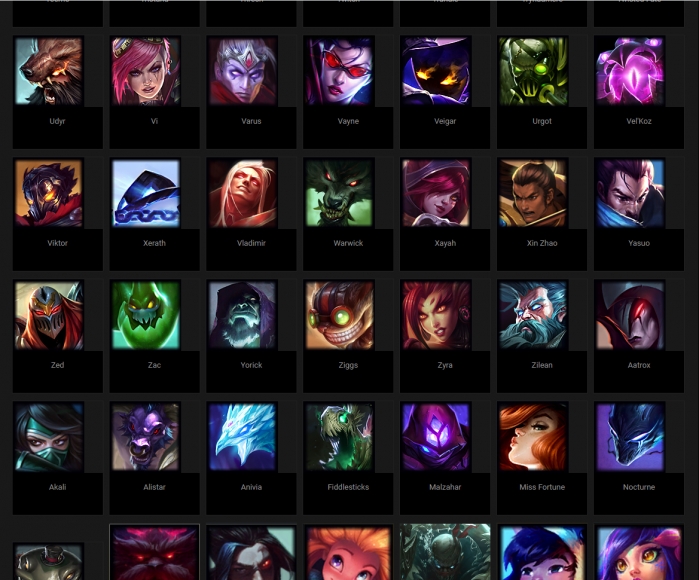 Udyr Vi Varus Vayne Veigar Urgot Vel'Koz
Viktor Xerath Vladimir Warwick Xayah Xin Zhao Yasuo
Zed Zac Yorick Ziggs Zyra Zilean Aatrox
Akali Alistar Anivia Fiddlesticks Malzahar Miss Fortune Nocturne